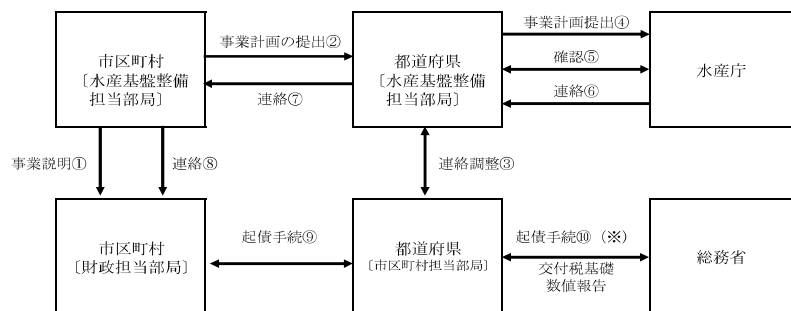 市区町村
〔水産基盤整備
担当部局〕
事業計画の提出②
連絡⑦
都道府県
〔水産基盤整備
担当部局〕
事業計画提出④
確認⑤
連絡⑥
水産庁
事業説明①
連絡⑧
連絡調整③
市区町村
〔財政担当部局〕
起債手続⑨
都道府県
〔市区町村担当部局〕
起債手続⑩（※）
交付税基礎
数値報告
総務省